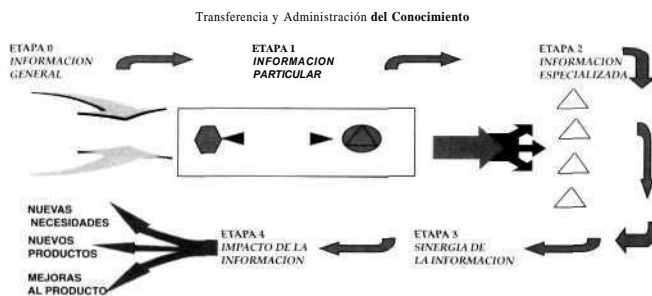 Transferencia y Administración del Conocimiento
ETAPA 0
INFORMACION
GENERAL
ETAPA 1
INFORMACION
PARTICULAR
ETAPA 2
INFORMACION
ESPECIALIZADA
NUEVAS
NECESIDADES
NUEVOS
PRODUCTOS
MEJORAS
AL PRODUCTO
ETAPA 4
IMPACTO DE LA
INFORMACION
ETAPA 3
SINERGIA DE
LA INFORMACION